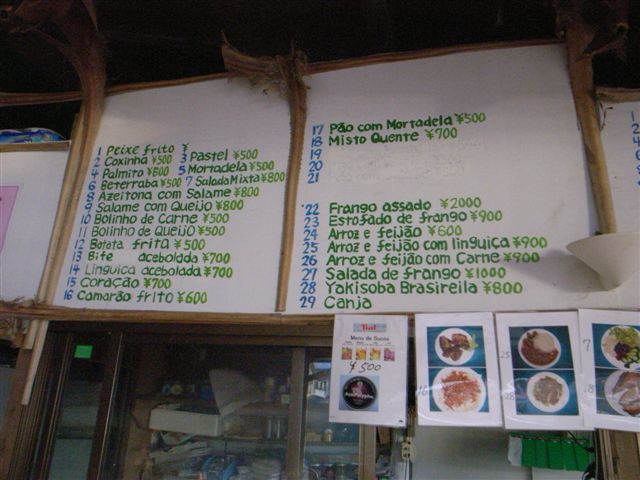 1 Peixe frito ¥
2 Coxinha ¥500 3 Pastel ¥500
4 Palmito ¥600 5 Mortadela ¥500
6 Beterraba ¥500 7 Salada Mixta ¥800
8 Azeitona com Salame ¥800
9 Salame com Queijo ¥800
10 Bolinho de Carne ¥500
11 Bolinho de Queijo ¥500
12 Batata frita ¥500
13 Bife acebolada ¥700
14 Linguica acebolada ¥700
15 Coração ¥700
16 Camarão frito ¥600
17 Pão com Mortadela ¥500
18 Misto Quente ¥700
19
20
21
22 Frango assado ¥2000
23 Estofado de frango ¥900
24 Arroz e feijão ¥600
25 Arroz e feijão com linguiça ¥900
26 Arroz e feijão com Carne ¥900
27 Salada de frango ¥1000
28 Yakisoba Brasireila ¥800
29 Canja
Tial
Menu de Sucos
¥500